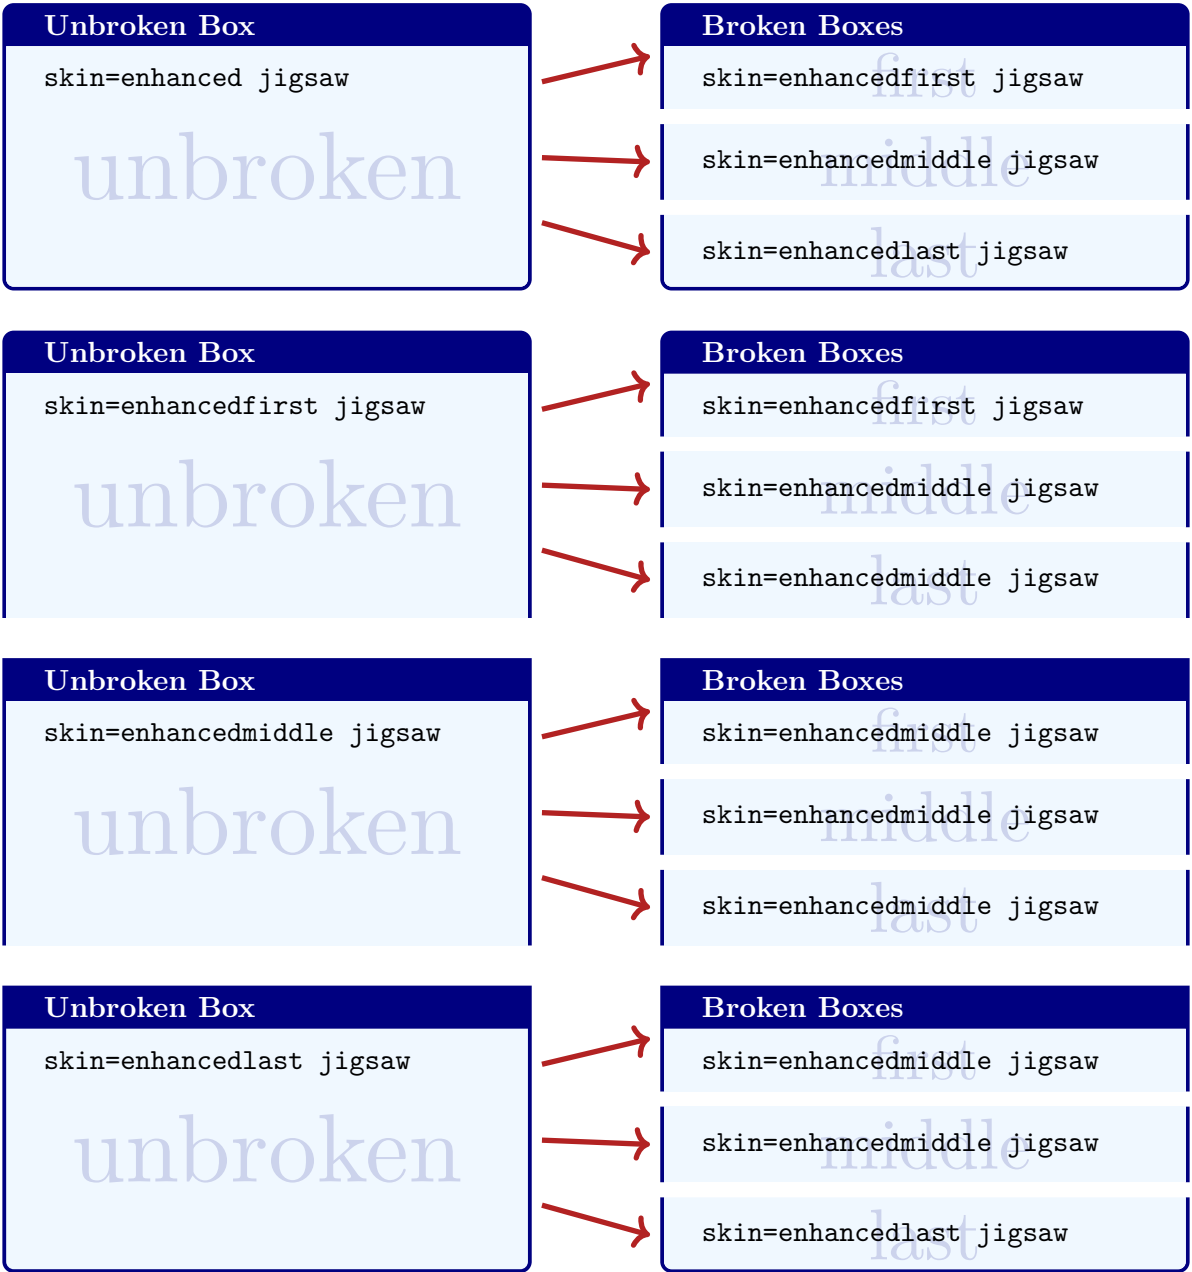 Unbroken Box
skin=enhanced jigsaw
unbroken
Broken Boxes
first
skin=enhancedfirst jigsaw
middle
skin=enhancedmiddle jigsaw
last
skin=enhancedlast jigsaw
Unbroken Box
skin=enhancedfirst jigsaw
unbroken
Broken Boxes
first
skin=enhancedfirst jigsaw
middle
skin=enhancedmiddle jigsaw
last
skin=enhancedmiddle jigsaw
Unbroken Box
skin=enhancedmiddle jigsaw
unbroken
Broken Boxes
first
skin=enhancedmiddle jigsaw
middle
skin=enhancedmiddle jigsaw
last
skin=enhancedmiddle jigsaw
Unbroken Box
skin=enhancedlast jigsaw
unbroken
Broken Boxes
first
skin=enhancedmiddle jigsaw
middle
skin=enhancedmiddle jigsaw
last
skin=enhancedlast jigsaw